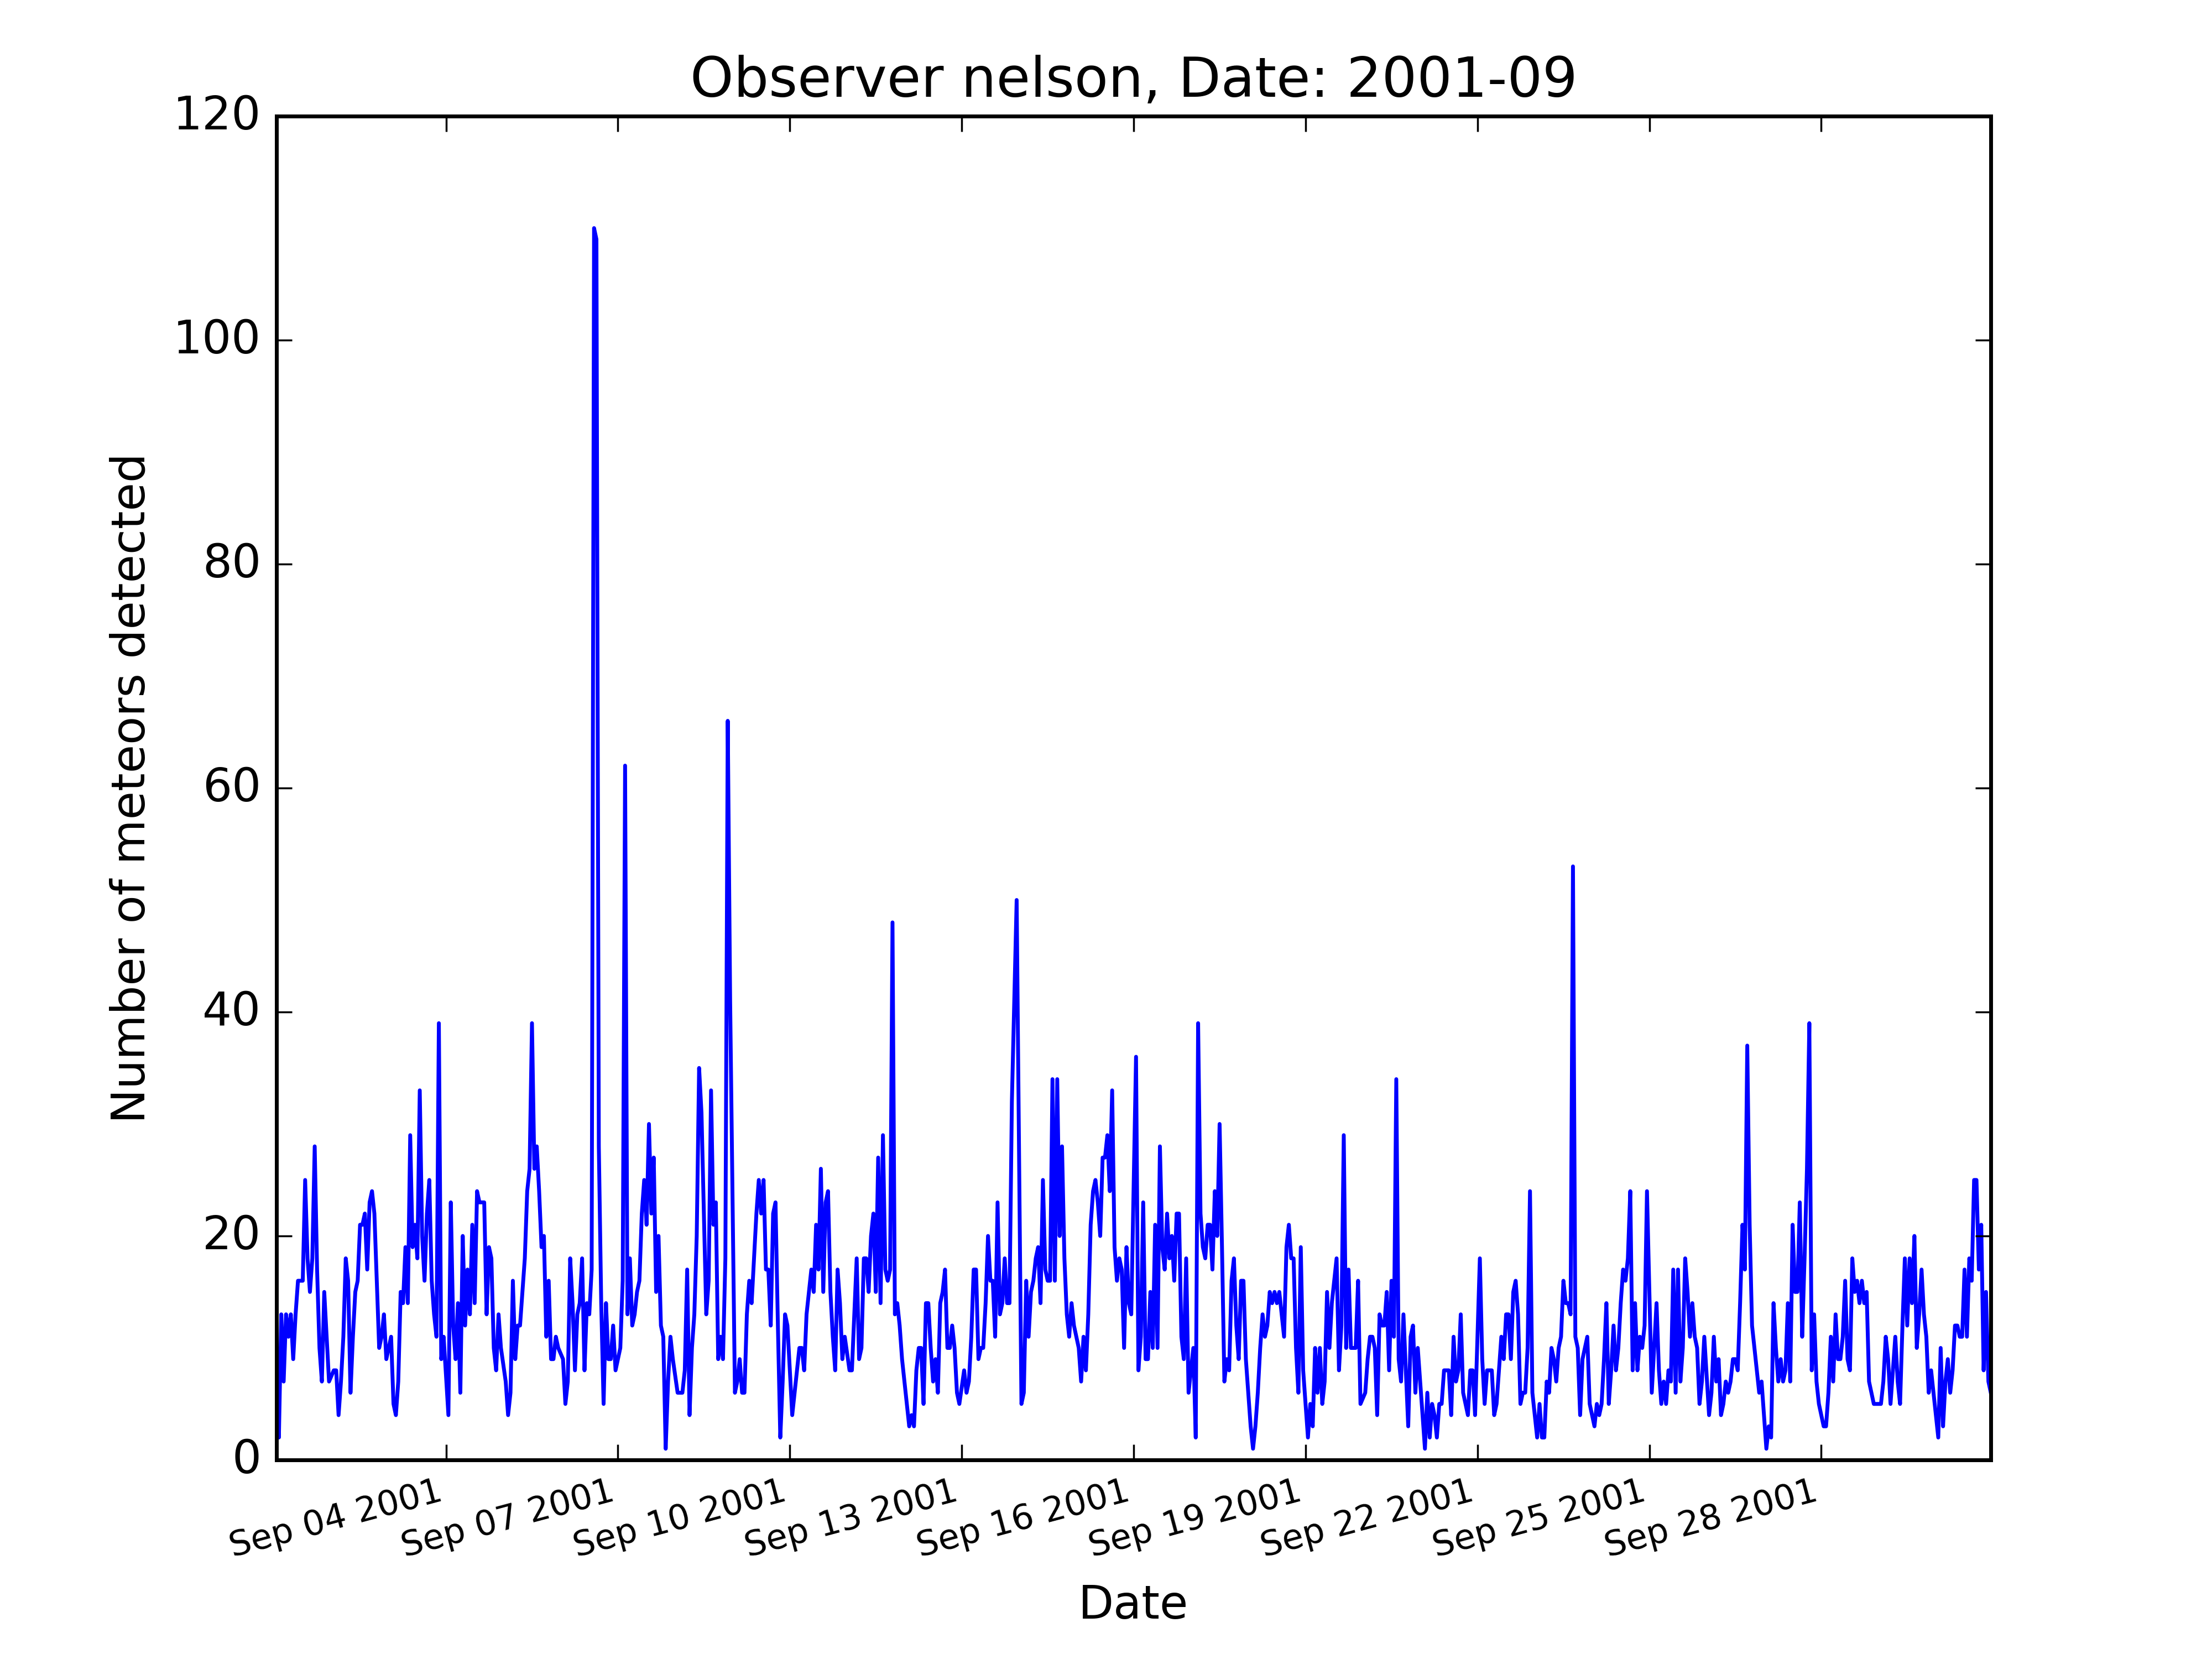 Observer nelson, Date: 2001-09
Number of meteors detected
120
100
80
60
40
20
0
Sep 04 2001
Sep 07 2001
Sep 10 2001
Sep 13 2001
Sep 16 2001
Sep 19 2001
Sep 22 2001
Sep 25 2001
Sep 28 2001
Date